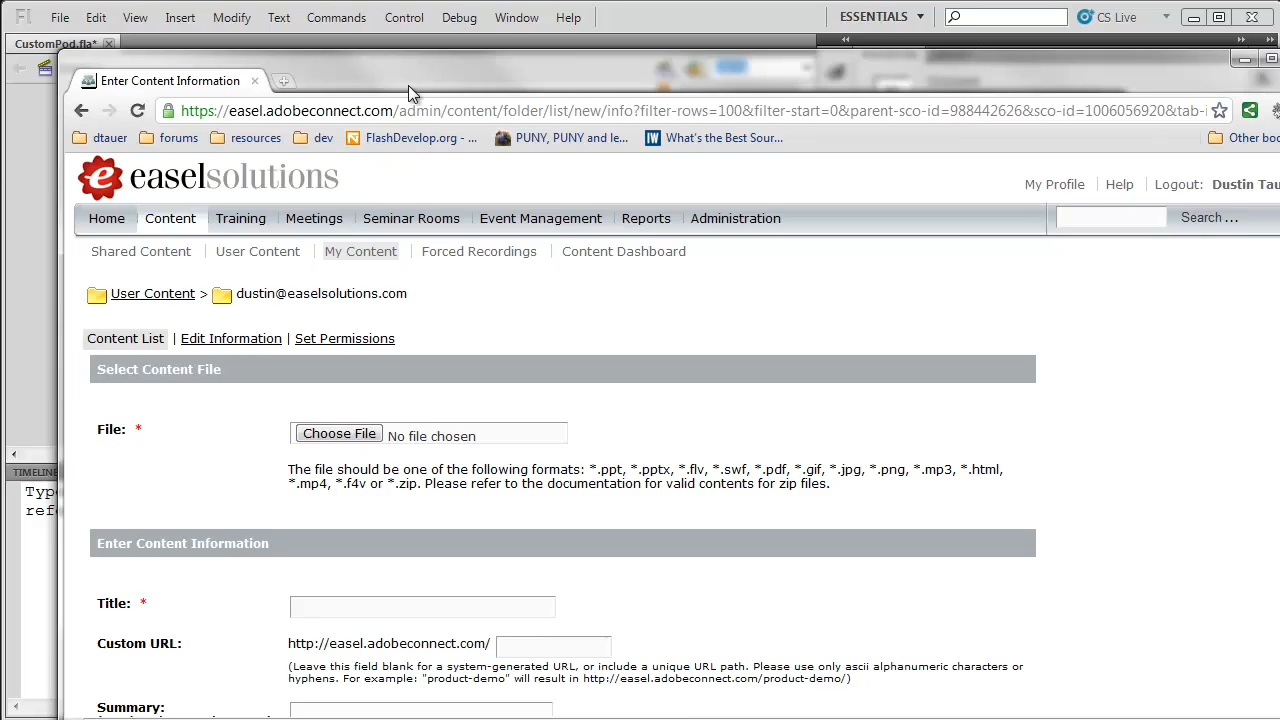 Fl File Edit View Insert Modify Text Commands Control Debug Window Help ESSENTIALS CS Live
CustomPod.fla*
Enter Content Information
https://easel.adobeconnect.com/admin/content/folder/list/new/info?filter-rows=100&filter-start=0&parent-sco-id=988442626&sco-id=1006056920&tab-i
dtauer forums resources dev FlashDevelop.org - ... PUNY, PUNY and le... IW What's the Best Sour... Other boo
e easelsolutions
My Profile Help Logout: Dustin Tau
Home Content Training Meetings Seminar Rooms Event Management Reports Administration Search ...
Shared Content User Content My Content Forced Recordings Content Dashboard
User Content > dustin@easelsolutions.com
Content List | Edit Information | Set Permissions
Select Content File
File: * Choose File No file chosen
The file should be one of the following formats: *.ppt, *.pptx, *.flv, *.swf, *.pdf, *.gif, *.jpg, *.png, *.mp3, *.html,
*.mp4, *.f4v or *.zip. Please refer to the documentation for valid contents for zip files.
TIMELINE
Typ
ref
Enter Content Information
Title: *
Custom URL: http://easel.adobeconnect.com/
(Leave this field blank for a system-generated URL, or include a unique URL path. Please use only ascii alphanumeric characters or
hyphens. For example: "product-demo" will result in http://easel.adobeconnect.com/product-demo/)
Summary: